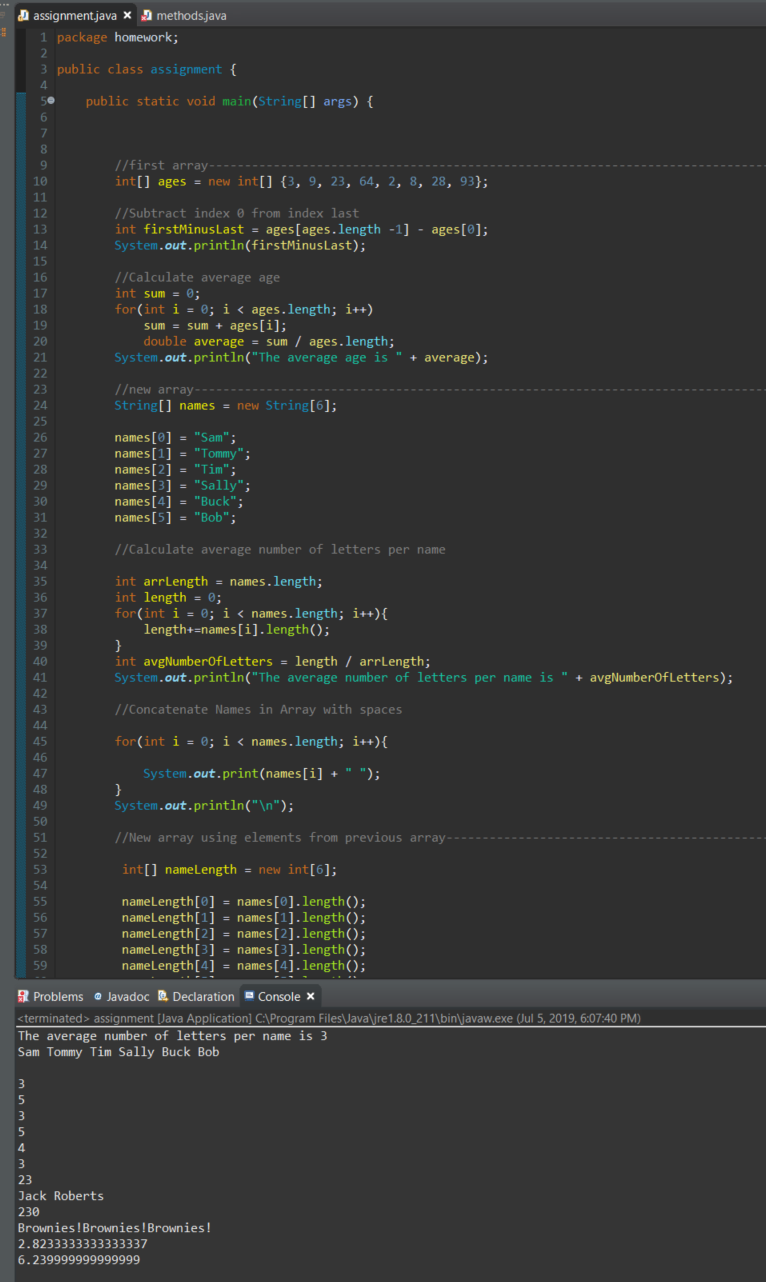 assignment.java methods.java
1 package homework;
2
3 public class assignment {
4
5 public static void main(String[] args) {
6
7
8
9 //first array-----------------------------------------------------------------------------
10 int[] ages = new int[] {3, 9, 23, 64, 2, 8, 28, 93};
11
12 //Subtract index 0 from index last
13 int firstMinusLast = ages[ages.length -1] - ages[0];
14 System.out.println(firstMinusLast);
15
16 //Calculate average age
17 int sum = 0;
18 for(int i = 0; i < ages.length; i++)
19 sum = sum + ages[i];
20 double average = sum / ages.length;
21 System.out.println("The average age is " + average);
22
23 //new array-------------------------------------------------------------------------------
24 String[] names = new String[6];
25
26 names[0] = "Sam";
27 names[1] = "Tommy";
28 names[2] = "Tim";
29 names[3] = "Sally";
30 names[4] = "Buck";
31 names[5] = "Bob";
32
33 //Calculate average number of letters per name
34
35 int arrLength = names.length;
36 int length = 0;
37 for(int i = 0; i < names.length; i++){
38 length+=names[i].length();
39 }
40 int avgNumberOfLetters = length / arrLength;
41 System.out.println("The average number of letters per name is " + avgNumberOfLetters);
42
43 //Concatenate Names in Array with spaces
44
45 for(int i = 0; i < names.length; i++){
46
47 System.out.print(names[i] + " ");
48 }
49 System.out.println("\n");
50
51 //New array using elements from previous array--------------------------------------------
52
53 int[] nameLength = new int[6];
54
55 nameLength[0] = names[0].length();
56 nameLength[1] = names[1].length();
57 nameLength[2] = names[2].length();
58 nameLength[3] = names[3].length();
59 nameLength[4] = names[4].length();
Problems Javadoc Declaration Console
<terminated> assignment [Java Application] C:\Program Files\Java\jre1.8.0_211\bin\javaw.exe (Jul 5, 2019, 6:07:40 PM)
The average number of letters per name is 3
Sam Tommy Tim Sally Buck Bob
3
5
3
5
4
3
23
Jack Roberts
230
Brownies!Brownies!Brownies!
2.8233333333333337
6.239999999999999